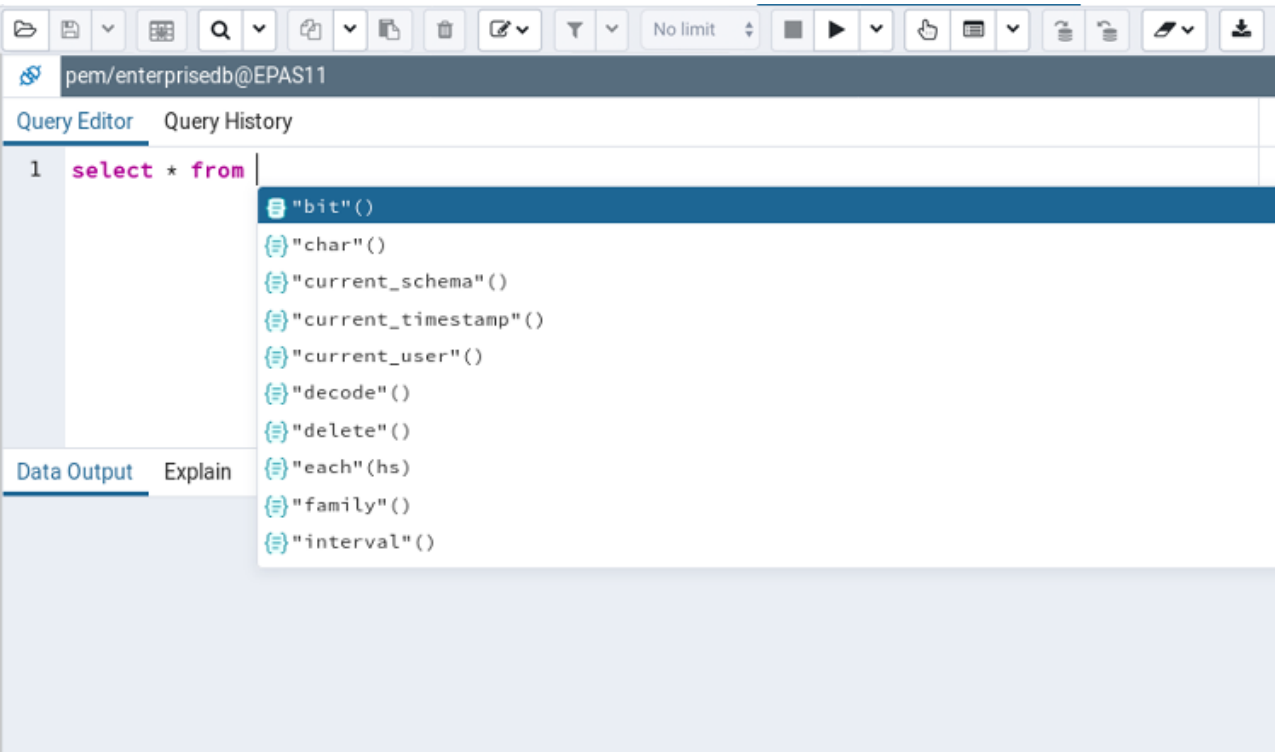 No limit
pem/enterprisedb@EPAS11
Query Editor Query History
1 select * from
"bit"()
"char"()
"current_schema"()
"current_timestamp"()
"current_user"()
"decode"()
"delete"()
Data Output Explain "each"(hs)
"family"()
"interval"()